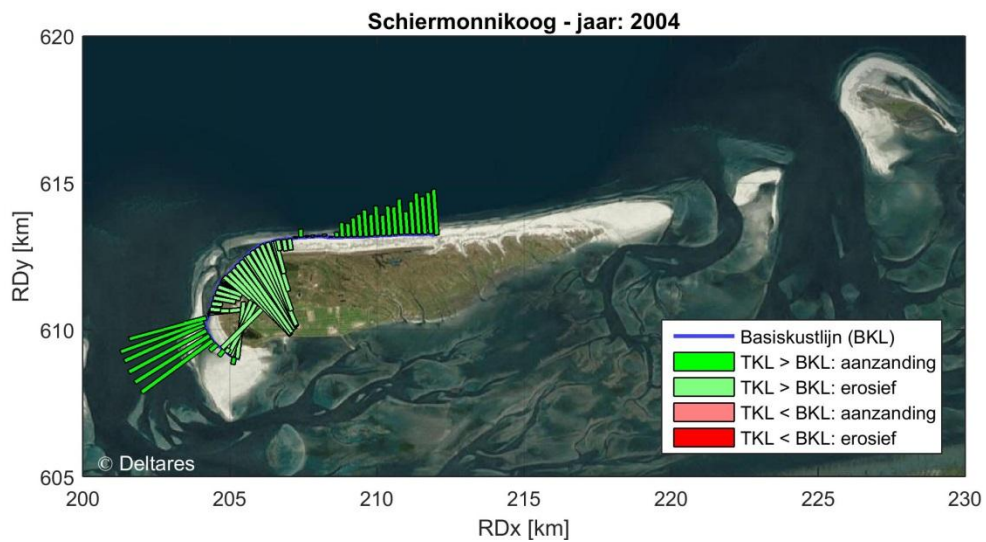 Schiermonnikoog - jaar: 2004
620
615
610
605
RDy [km]
Basiskustlijn (BKL)
TKL > BKL: aanzanding
TKL > BKL: erosief
TKL < BKL: aanzanding
TKL < BKL: erosief
© Deltares
200 205 210 215 220 225 230
RDx [km]